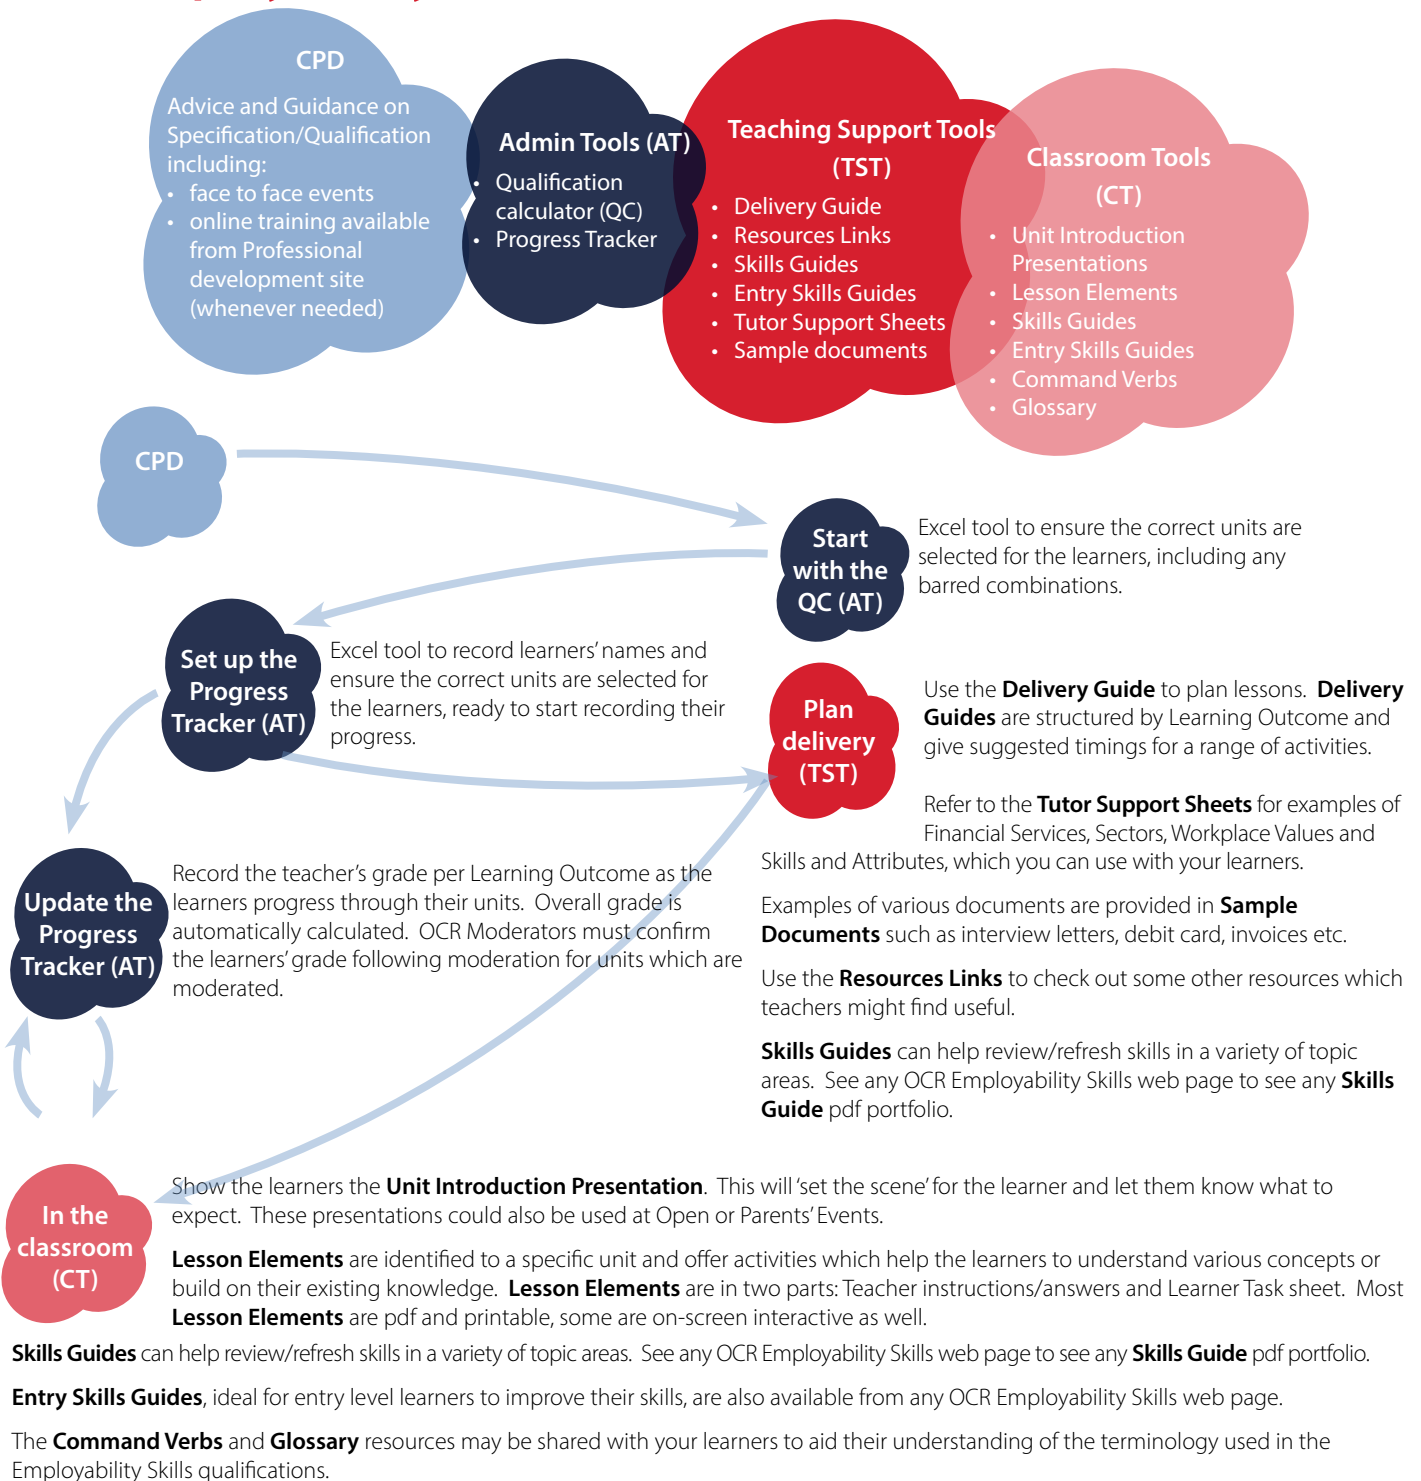 CPD
Advice and Guidance on
Specification/Qualification
including:
• face to face events
• online training available
from Professional
development site
(whenever needed)
Admin Tools (AT)
• Qualification
calculator (QC)
• Progress Tracker
Teaching Support Tools
(TST)
• Delivery Guide
• Resources Links
• Skills Guides
• Entry Skills Guides
• Tutor Support Sheets
• Sample documents
Classroom Tools
(CT)
• Unit Introduction
Presentations
• Lesson Elements
• Skills Guides
• Entry Skills Guides
• Command Verbs
• Glossary
CPD
Start
with the
QC (AT)
Excel tool to ensure the correct units are
selected for the learners, including any
barred combinations.
Set up the
Progress
Tracker (AT)
Excel tool to record learners’ names and
ensure the correct units are selected for
the learners, ready to start recording their
progress.
Plan
delivery
(TST)
Use the Delivery Guide to plan lessons. Delivery
Guides are structured by Learning Outcome and
give suggested timings for a range of activities.
Refer to the Tutor Support Sheets for examples of
Financial Services, Sectors, Workplace Values and
Skills and Attributes, which you can use with your learners.
Examples of various documents are provided in Sample
Documents such as interview letters, debit card, invoices etc.
Use the Resources Links to check out some other resources which
teachers might find useful.
Skills Guides can help review/refresh skills in a variety of topic
areas. See any OCR Employability Skills web page to see any Skills
Guide pdf portfolio.
Update the
Progress
Tracker (AT)
Record the teacher’s grade per Learning Outcome as the
learners progress through their units. Overall grade is
automatically calculated. OCR Moderators must confirm
the learners’ grade following moderation for units which are
moderated.
In the
classroom
(CT)
Show the learners the Unit Introduction Presentation. This will ‘set the scene’ for the learner and let them know what to
expect. These presentations could also be used at Open or Parents’ Events.
Lesson Elements are identified to a specific unit and offer activities which help the learners to understand various concepts or
build on their existing knowledge. Lesson Elements are in two parts: Teacher instructions/answers and Learner Task sheet. Most
Lesson Elements are pdf and printable, some are on-screen interactive as well.
Skills Guides can help review/refresh skills in a variety of topic areas. See any OCR Employability Skills web page to see any Skills Guide pdf portfolio.
Entry Skills Guides, ideal for entry level learners to improve their skills, are also available from any OCR Employability Skills web page.
The Command Verbs and Glossary resources may be shared with your learners to aid their understanding of the terminology used in the
Employability Skills qualifications.